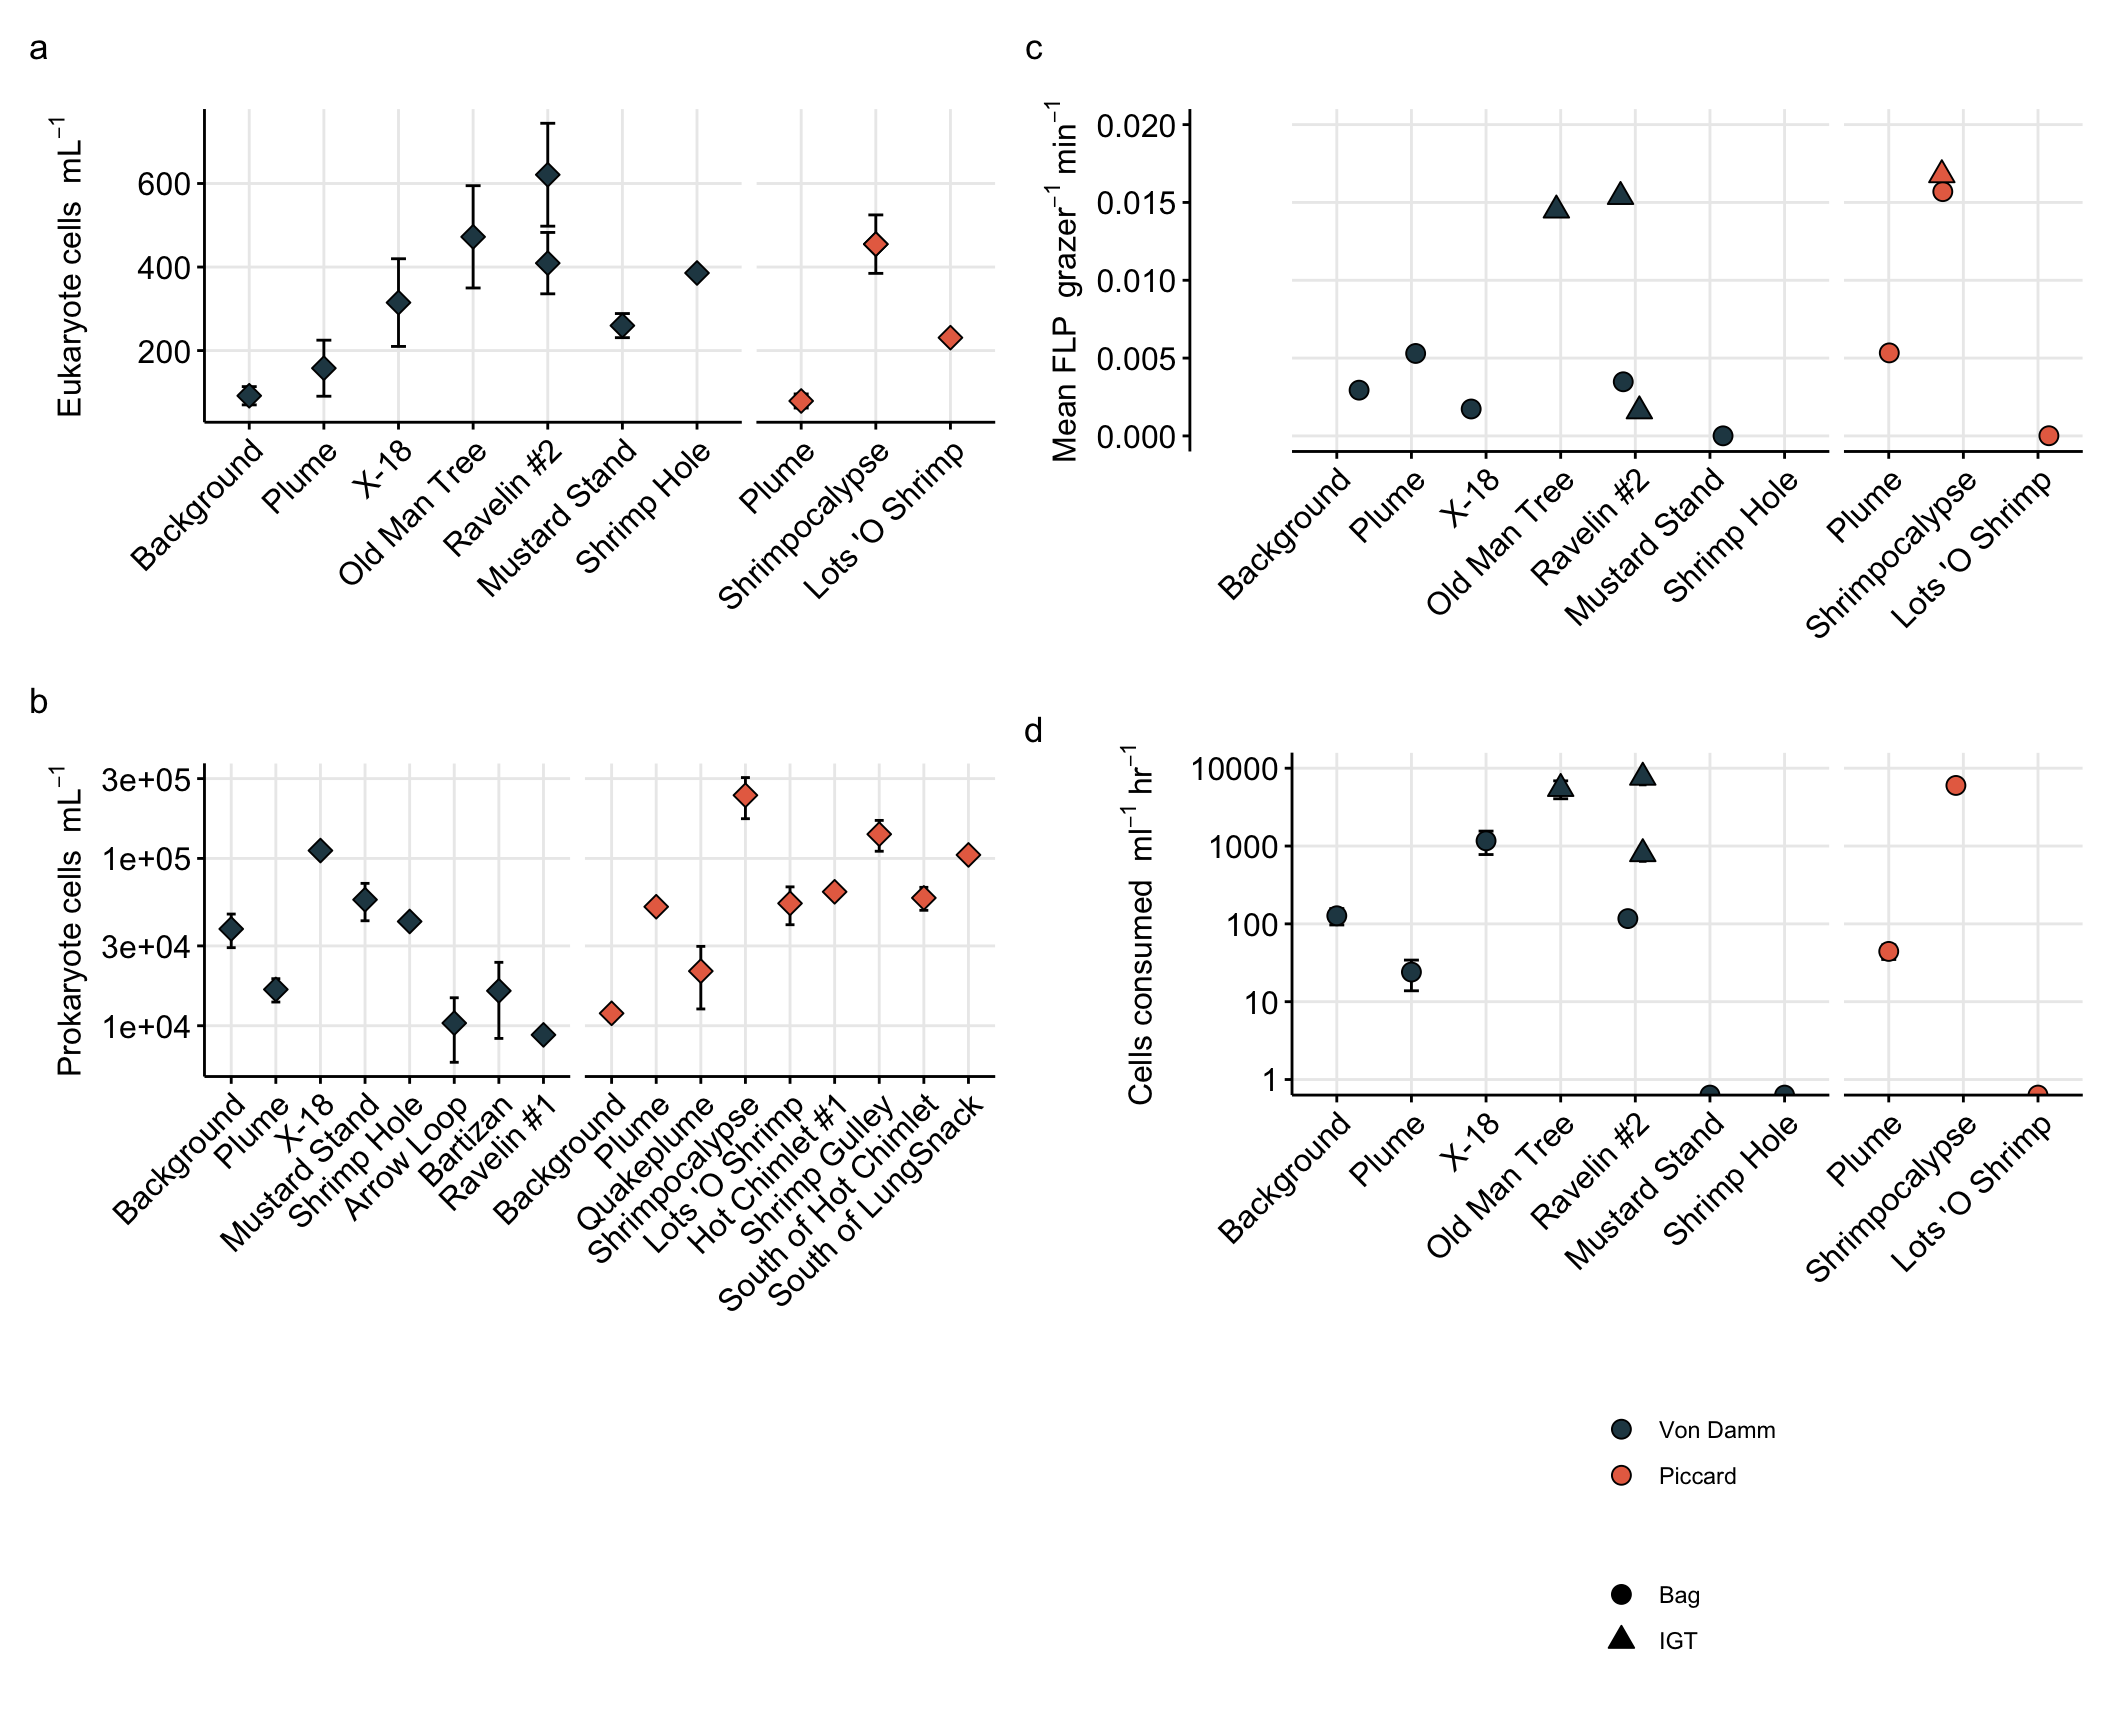 a
Eukaryote cells mL⁻¹
600
400
200
Background
Plume
X-18
Old Man Tree
Ravelin #2
Mustard Stand
Shrimp Hole
Plume
Shrimpocalypse
Lots 'O Shrimp
c
Mean FLP grazer⁻¹ min⁻¹
0.020
0.015
0.010
0.005
0.000
Background
Plume
X-18
Old Man Tree
Ravelin #2
Mustard Stand
Shrimp Hole
Plume
Shrimpocalypse
Lots 'O Shrimp
b
Prokaryote cells mL⁻¹
3e+05
1e+05
3e+04
1e+04
Background
Plume
X-18
Mustard Stand
Shrimp Hole
Arrow Loop
Bartizan
Ravelin #1
Background
Plume
Quakeplume
Shrimpocalypse
Lots 'O Shrimp
Hot Chimlet #1
Shrimp Gulley
South of Hot Chimlet
South of LungSnack
d
Cells consumed ml⁻¹ hr⁻¹
10000
1000
100
10
1
Background
Plume
X-18
Old Man Tree
Ravelin #2
Mustard Stand
Shrimp Hole
Plume
Shrimpocalypse
Lots 'O Shrimp
Von Damm
Piccard
Bag
IGT